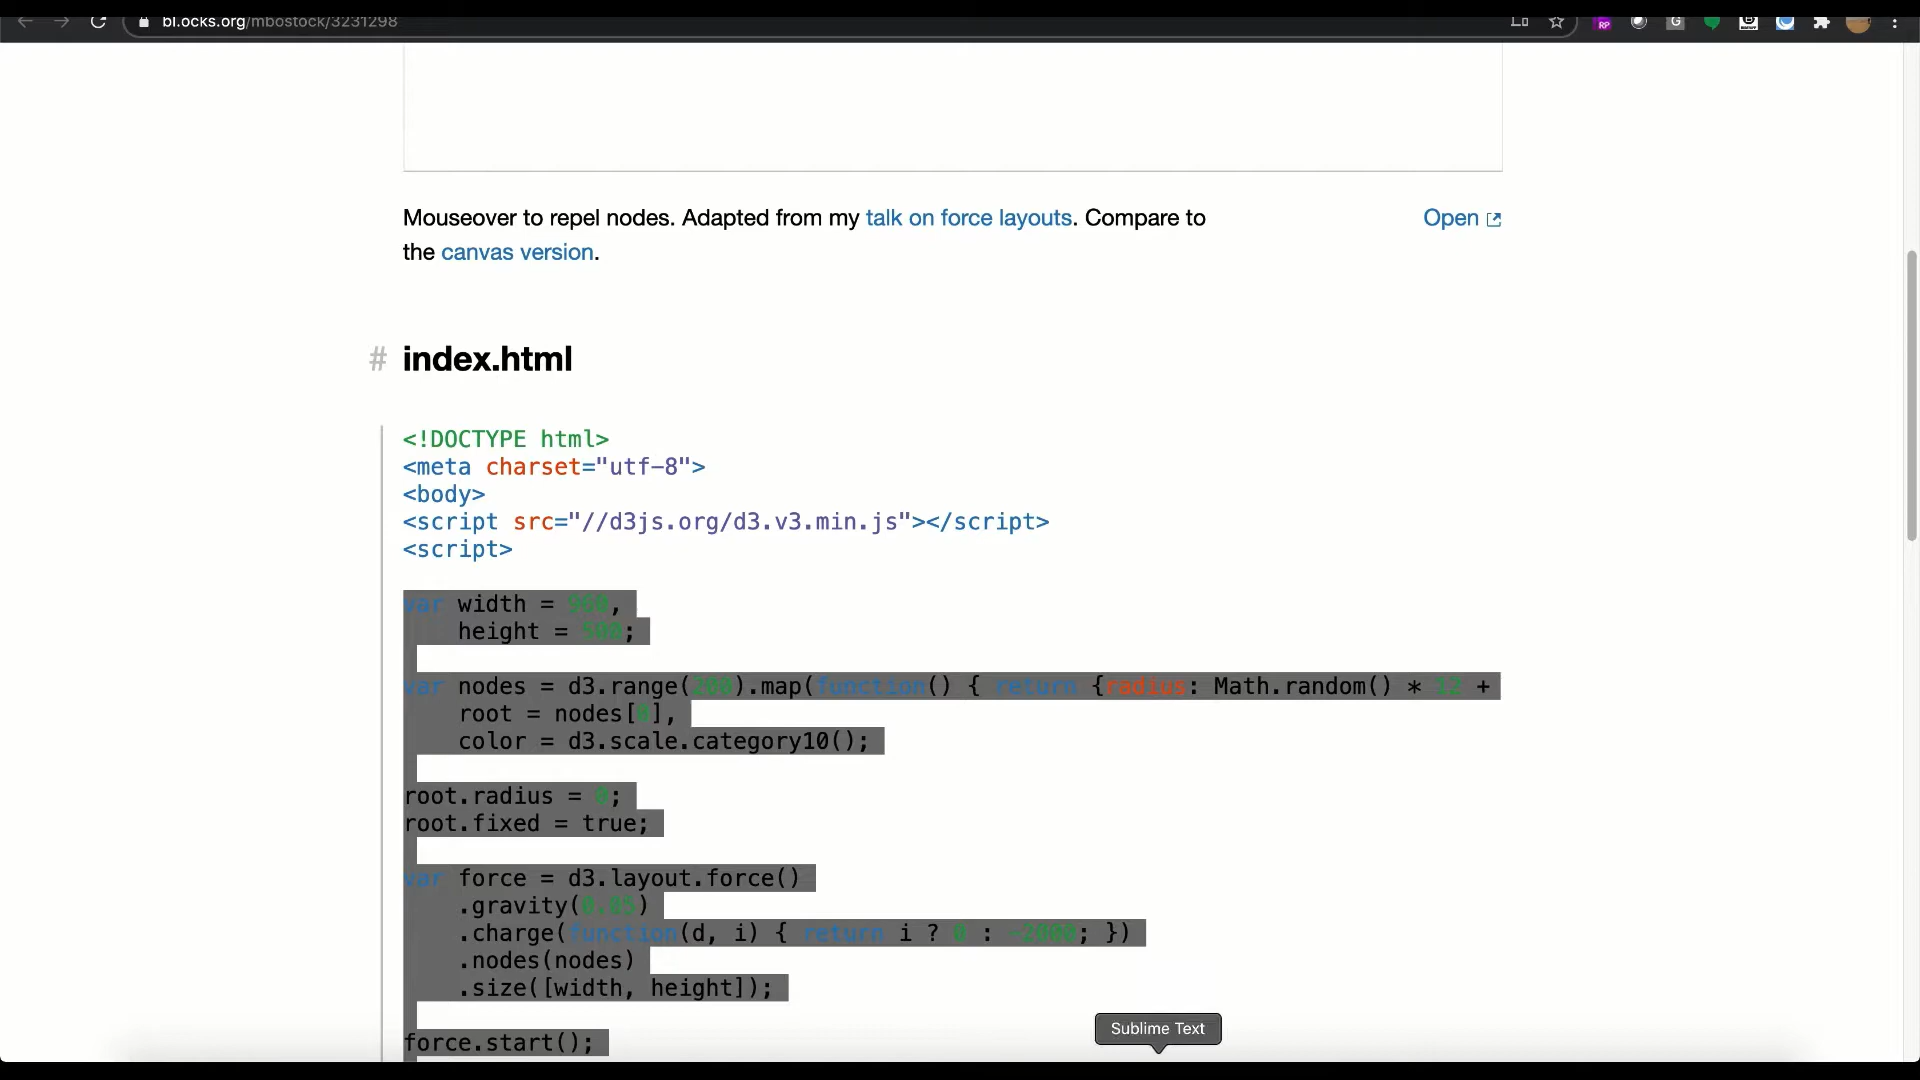 bl.ocks.org/mbostock/3231298
Mouseover to repel nodes. Adapted from my talk on force layouts. Compare to
the canvas version.
Open
# index.html
<!DOCTYPE html>
<meta charset="utf-8">
<body>
<script src="//d3js.org/d3.v3.min.js"></script>
<script>
var width = 960,
    height = 500;
var nodes = d3.range(200).map(function() { return {radius: Math.random() * 12 +
    root = nodes[0],
    color = d3.scale.category10();
root.radius = 0;
root.fixed = true;
var force = d3.layout.force()
    .gravity(0.05)
    .charge(function(d, i) { return i ? 0 : -2000; })
    .nodes(nodes)
    .size([width, height]);
force.start();
Sublime Text